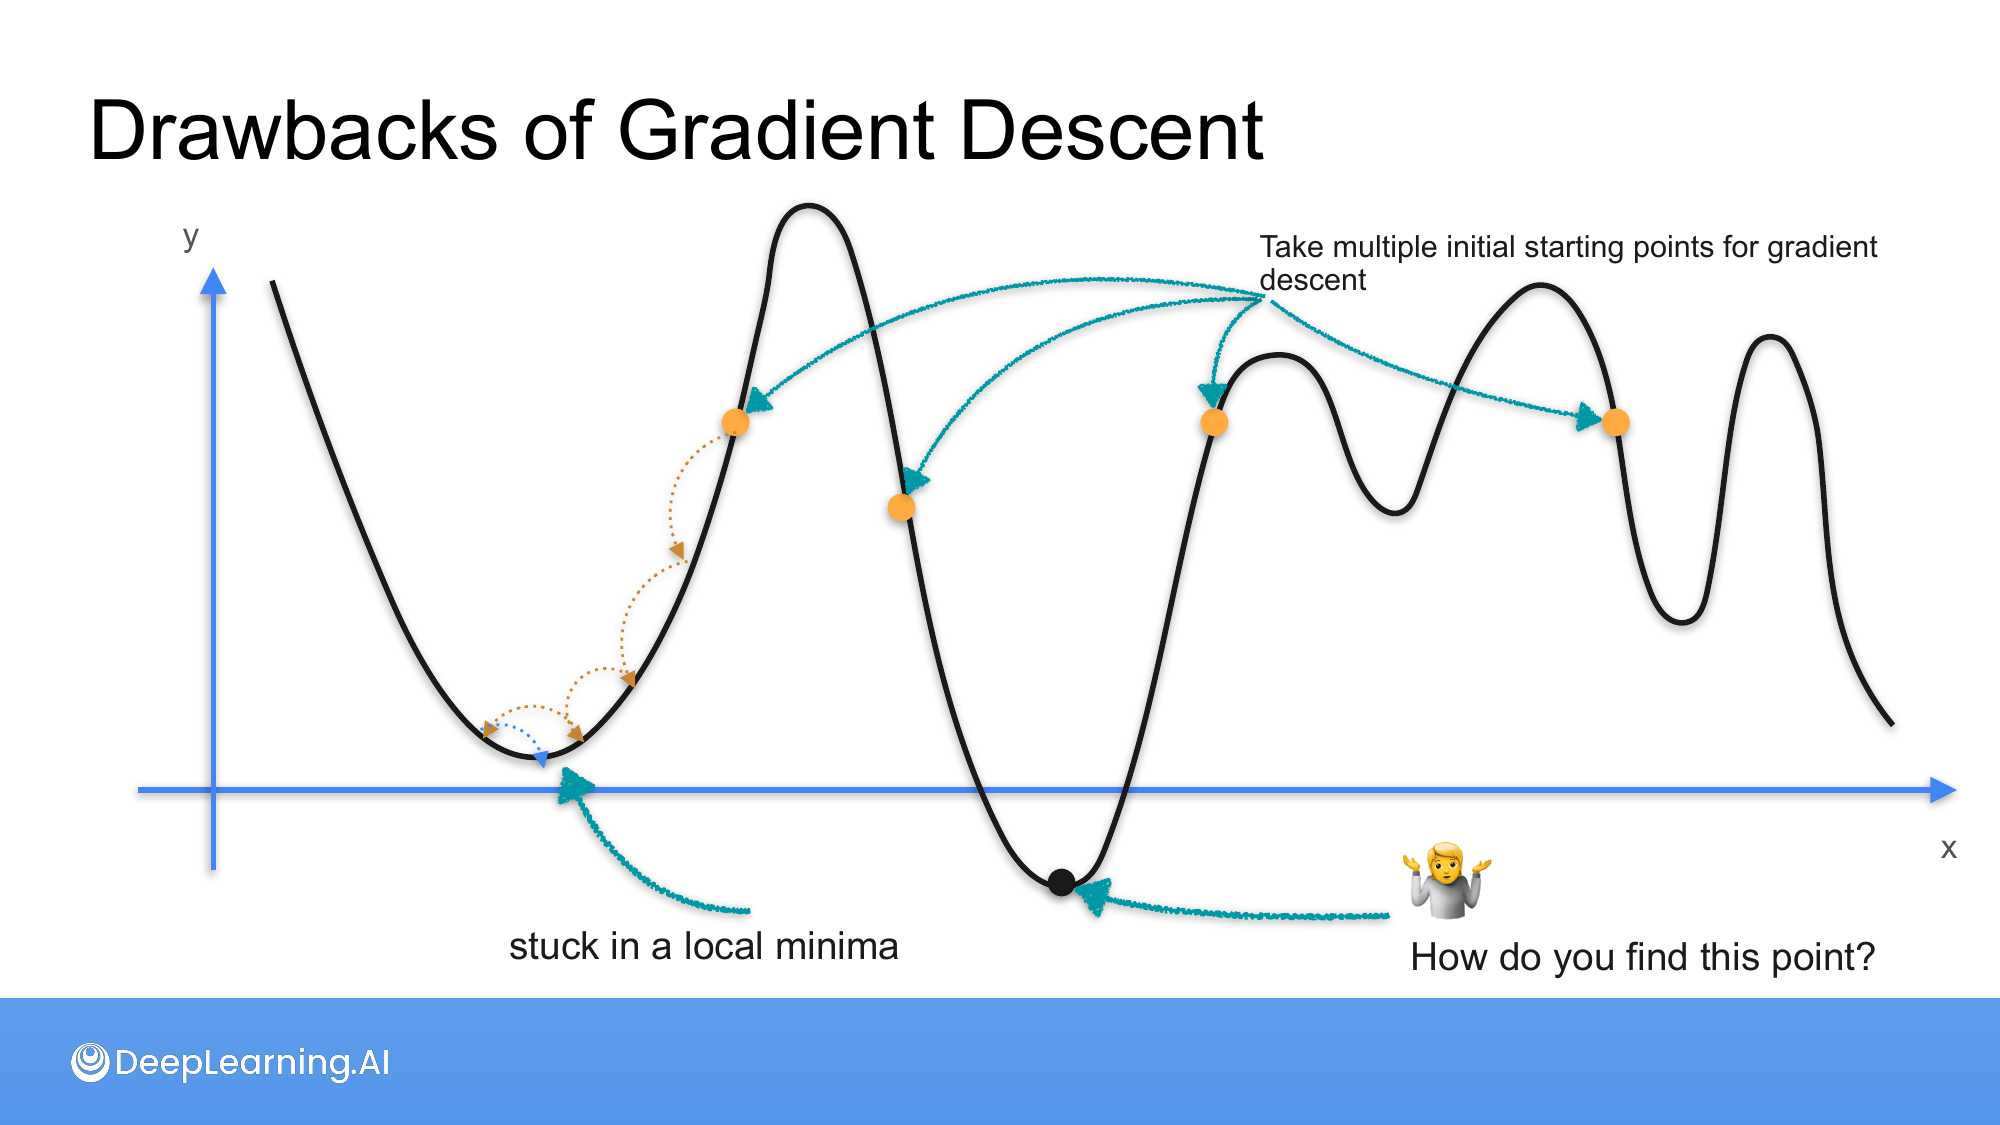 Drawbacks of Gradient Descent
y
Take multiple initial starting points for gradient
descent
x
stuck in a local minima
How do you find this point?
DeepLearning.AI